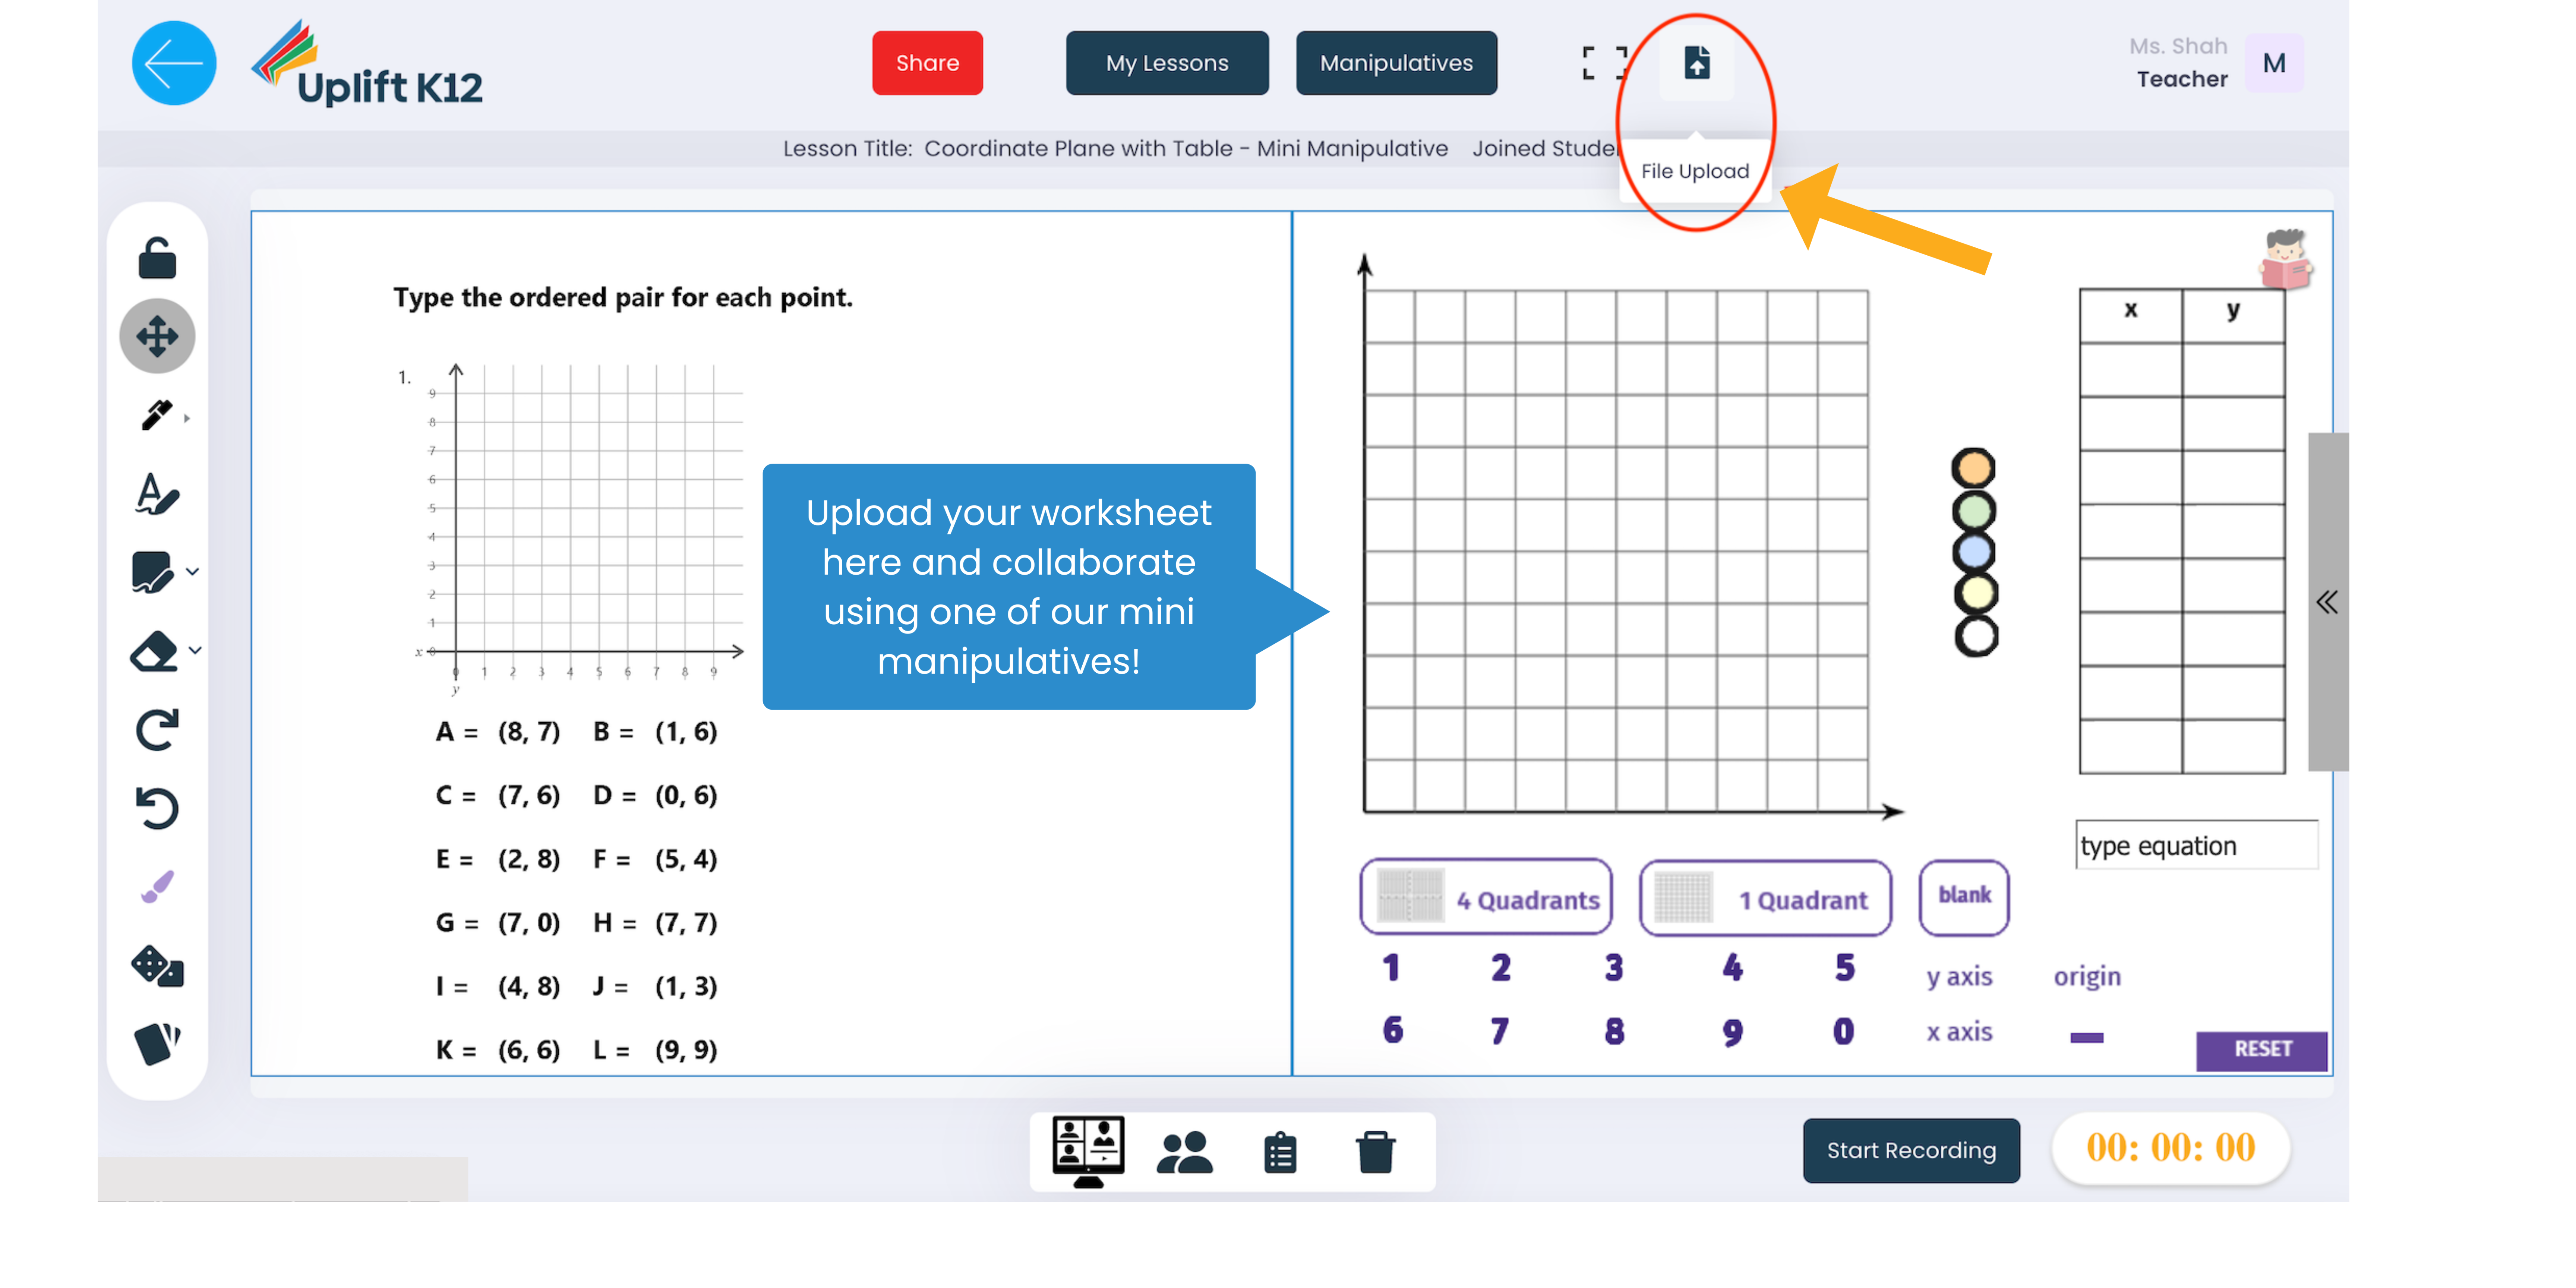 Uplift K12
Share
My Lessons
Manipulatives
Ms. Shah
Teacher
M
Lesson Title: Coordinate Plane with Table - Mini Manipulative Joined
File Upload
Type the ordered pair for each point.
1.
9
8
7
6
5
4
3
2
1
x 0
0 1 2 3 4 5 6 7 8 9
y
A = (8, 7) B = (1, 6)
C = (7, 6) D = (0, 6)
E = (2, 8) F = (5, 4)
G = (7, 0) H = (7, 7)
I = (4, 8) J = (1, 3)
K = (6, 6) L = (9, 9)
Upload your worksheet
here and collaborate
using one of our mini
manipulatives!
x y
type equation
4 Quadrants
1 Quadrant
blank
1 2 3 4 5 y axis origin
6 7 8 9 0 x axis
RESET
Start Recording
00: 00: 00